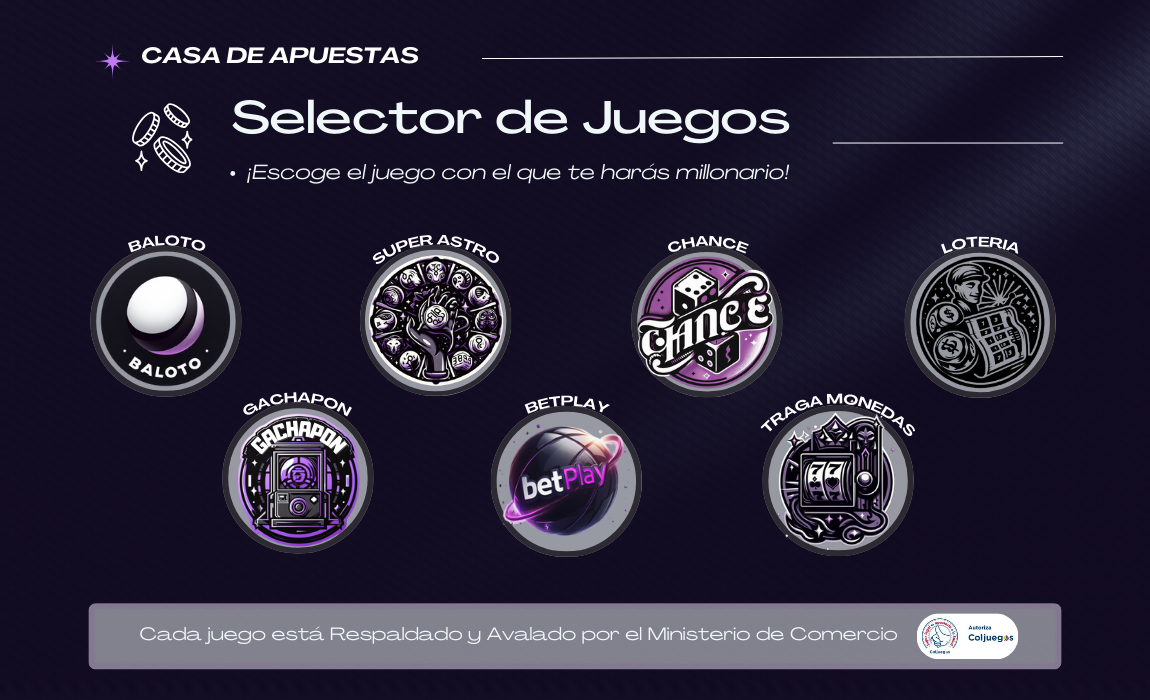 CASA DE APUESTAS
Selector de Juegos
• ¡Escoge el juego con el que te harás millonario!
BALOTO
SUPER ASTRO
CHANCE
LOTERIA
• BALOTO •
CHANCE
GACHAPON
BETPLAY
TRAGA MONEDAS
GACHAPON
betPlay
77
Cada juego está Respaldado y Avalado por el Ministerio de Comercio
Autoriza
Coljuegos
Coljuegos